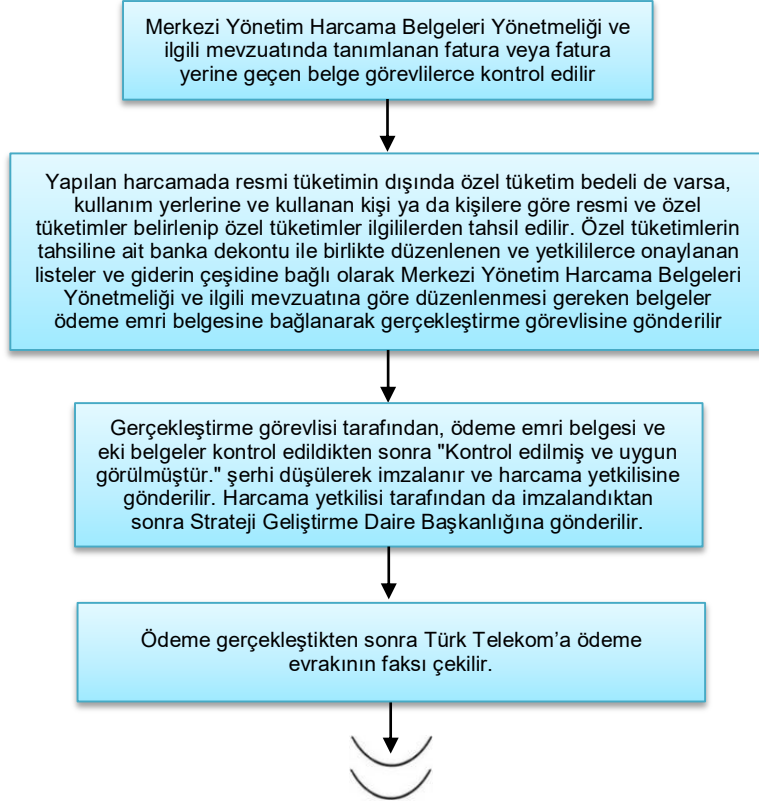 Merkezi Yönetim Harcama Belgeleri Yönetmeliği ve
ilgili mevzuatında tanımlanan fatura veya fatura
yerine geçen belge görevlilerce kontrol edilir
Yapılan harcamada resmi tüketimin dışında özel tüketim bedeli de varsa,
kullanım yerlerine ve kullanan kişi ya da kişilere göre resmi ve özel
tüketimler belirlenip özel tüketimler ilgililerden tahsil edilir. Özel tüketimlerin
tahsiline ait banka dekontu ile birlikte düzenlenen ve yetkililerce onaylanan
listeler ve giderin çeşidine bağlı olarak Merkezi Yönetim Harcama Belgeleri
Yönetmeliği ve ilgili mevzuatına göre düzenlenmesi gereken belgeler
ödeme emri belgesine bağlanarak gerçekleştirme görevlisine gönderilir
Gerçekleştirme görevlisi tarafından, ödeme emri belgesi ve
eki belgeler kontrol edildikten sonra "Kontrol edilmiş ve uygun
görülmüştür." şerhi düşülerek imzalanır ve harcama yetkilisine
gönderilir. Harcama yetkilisi tarafından da imzalandıktan
sonra Strateji Geliştirme Daire Başkanlığına gönderilir.
Ödeme gerçekleştikten sonra Türk Telekom’a ödeme
evrakının faksı çekilir.